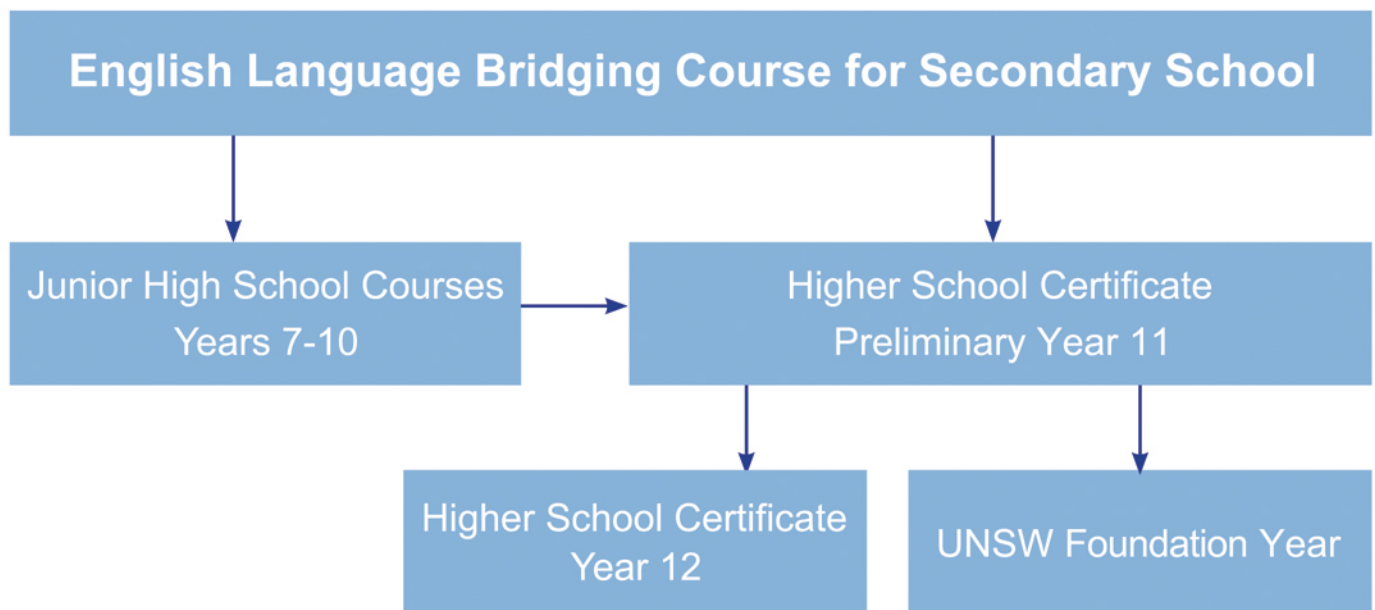 English Language Bridging Course for Secondary School
Junior High School Courses
Years 7-10
Higher School Certificate
Preliminary Year 11
Higher School Certificate
Year 12
UNSW Foundation Year